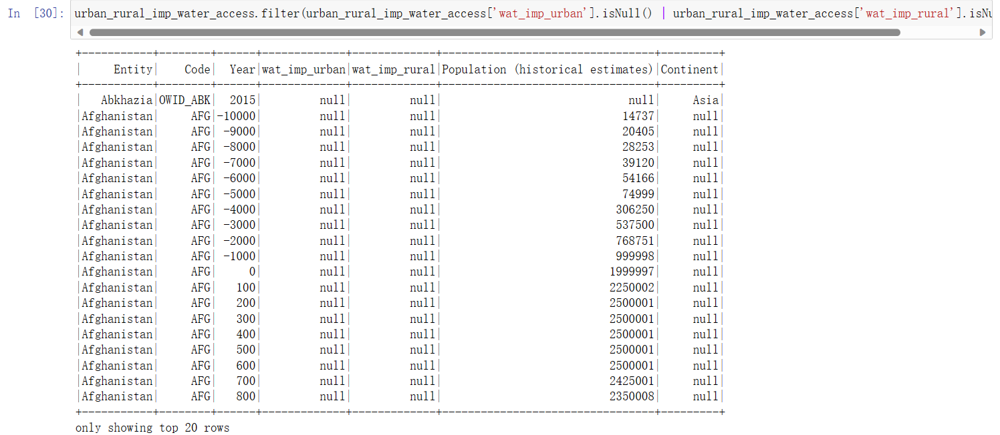 In [30]: urban_rural_imp_water_access.filter(urban_rural_imp_water_access['wat_imp_urban'].isNull() | urban_rural_imp_water_access['wat_imp_rural'].isNu
+-----------+--------+------+-------------+-------------+---------------------------------+---------+
|     Entity|    Code|  Year|wat_imp_urban|wat_imp_rural|Population (historical estimates)|Continent|
+-----------+--------+------+-------------+-------------+---------------------------------+---------+
|   Abkhazia|OWID_ABK|  2015|         null|         null|                             null|     Asia|
|Afghanistan|     AFG|-10000|         null|         null|                            14737|     null|
|Afghanistan|     AFG| -9000|         null|         null|                            20405|     null|
|Afghanistan|     AFG| -8000|         null|         null|                            28253|     null|
|Afghanistan|     AFG| -7000|         null|         null|                            39120|     null|
|Afghanistan|     AFG| -6000|         null|         null|                            54166|     null|
|Afghanistan|     AFG| -5000|         null|         null|                            74999|     null|
|Afghanistan|     AFG| -4000|         null|         null|                           306250|     null|
|Afghanistan|     AFG| -3000|         null|         null|                           537500|     null|
|Afghanistan|     AFG| -2000|         null|         null|                           768751|     null|
|Afghanistan|     AFG| -1000|         null|         null|                           999998|     null|
|Afghanistan|     AFG|     0|         null|         null|                          1999997|     null|
|Afghanistan|     AFG|   100|         null|         null|                          2250002|     null|
|Afghanistan|     AFG|   200|         null|         null|                          2500001|     null|
|Afghanistan|     AFG|   300|         null|         null|                          2500001|     null|
|Afghanistan|     AFG|   400|         null|         null|                          2500001|     null|
|Afghanistan|     AFG|   500|         null|         null|                          2500001|     null|
|Afghanistan|     AFG|   600|         null|         null|                          2500001|     null|
|Afghanistan|     AFG|   700|         null|         null|                          2425001|     null|
|Afghanistan|     AFG|   800|         null|         null|                          2350008|     null|
+-----------+--------+------+-------------+-------------+---------------------------------+---------+
only showing top 20 rows